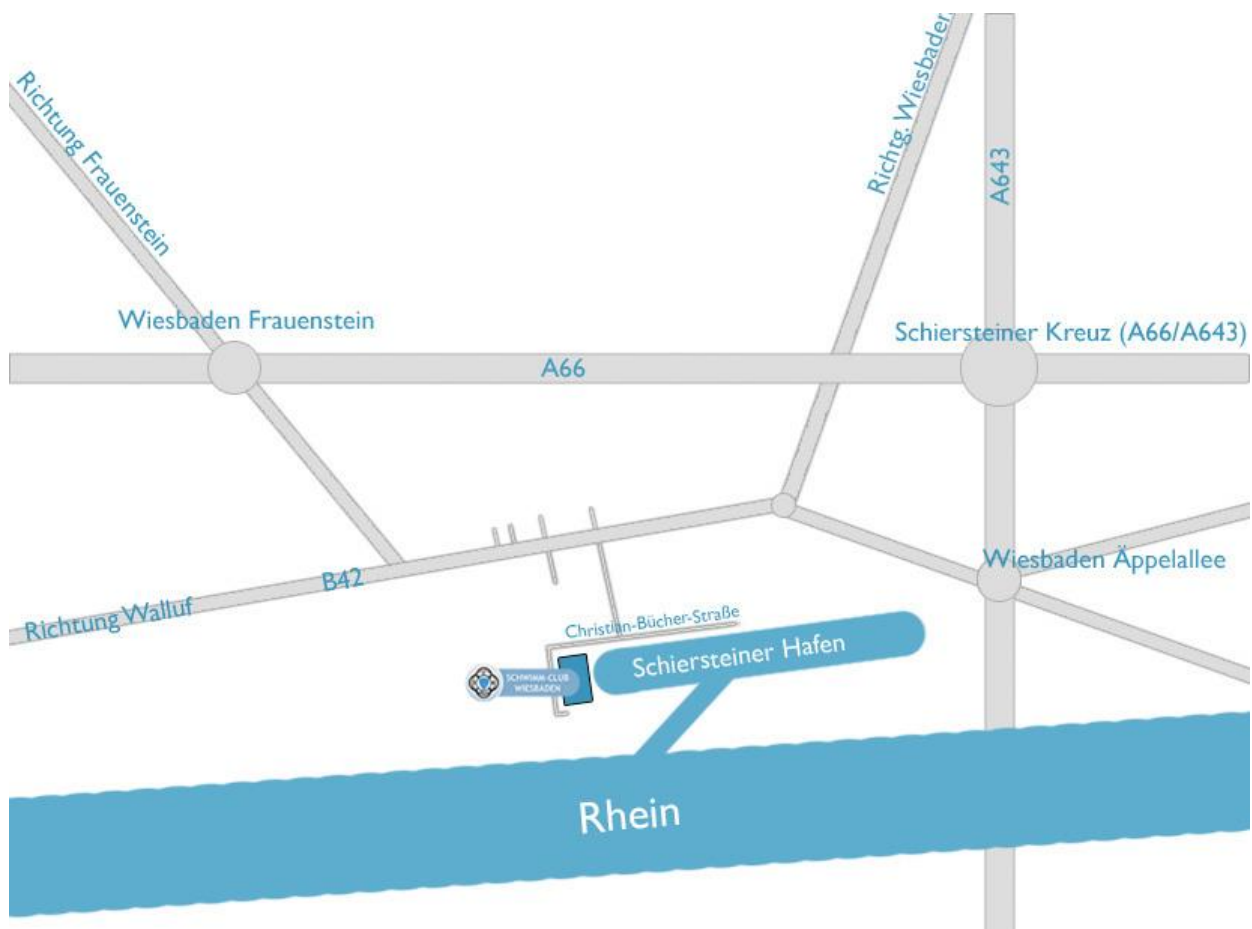 Richtung Frauenstein
Richtg. Wiesbaden
A643
Wiesbaden Frauenstein
Schiersteiner Kreuz (A66/A643)
A66
Wiesbaden Äppelallee
B42
Richtung Walluf
Christian-Bücher-Straße
Schiersteiner Hafen
SCHWIMM-CLUB
WIESBADEN
Rhein